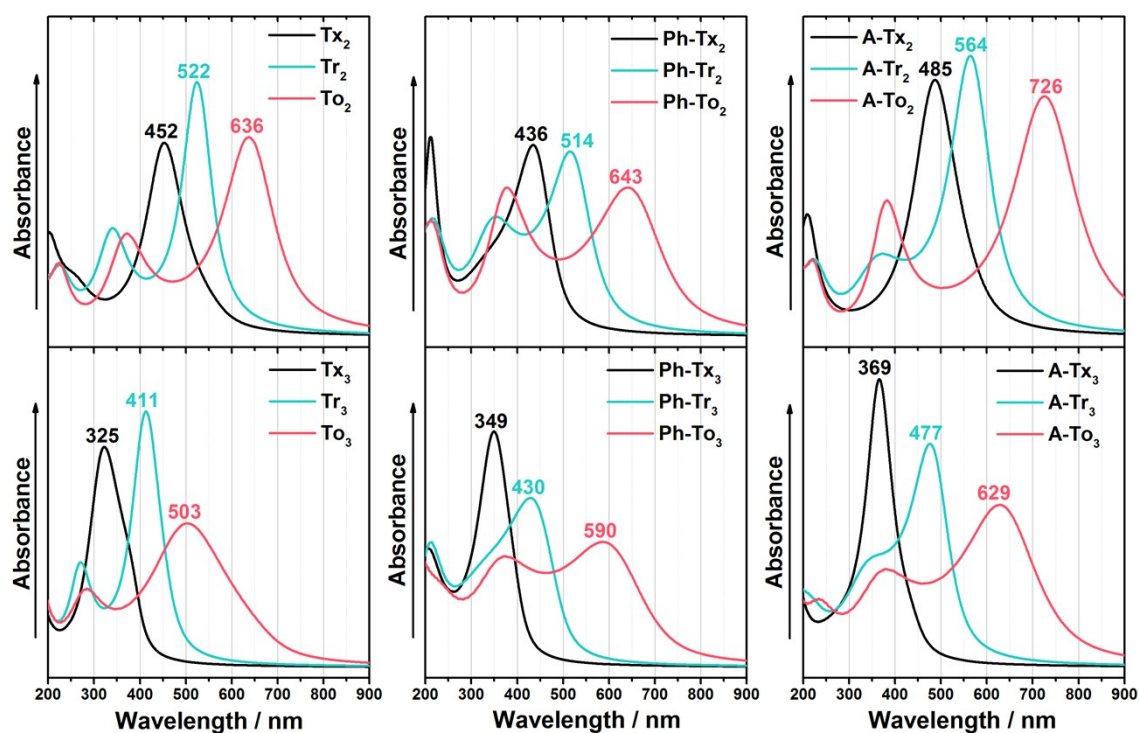 Absorbance
Tx₂
Tr₂
To₂
452
522
636
Absorbance
Ph-Tx₂
Ph-Tr₂
Ph-To₂
436
514
643
Absorbance
A-Tx₂
A-Tr₂
A-To₂
485
564
726
Absorbance
Tx₃
Tr₃
To₃
325
411
503
200 300 400 500 600 700 800 900
Wavelength / nm
Absorbance
Ph-Tx₃
Ph-Tr₃
Ph-To₃
349
430
590
200 300 400 500 600 700 800 900
Wavelength / nm
Absorbance
A-Tx₃
A-Tr₃
A-To₃
369
477
629
200 300 400 500 600 700 800 900
Wavelength / nm